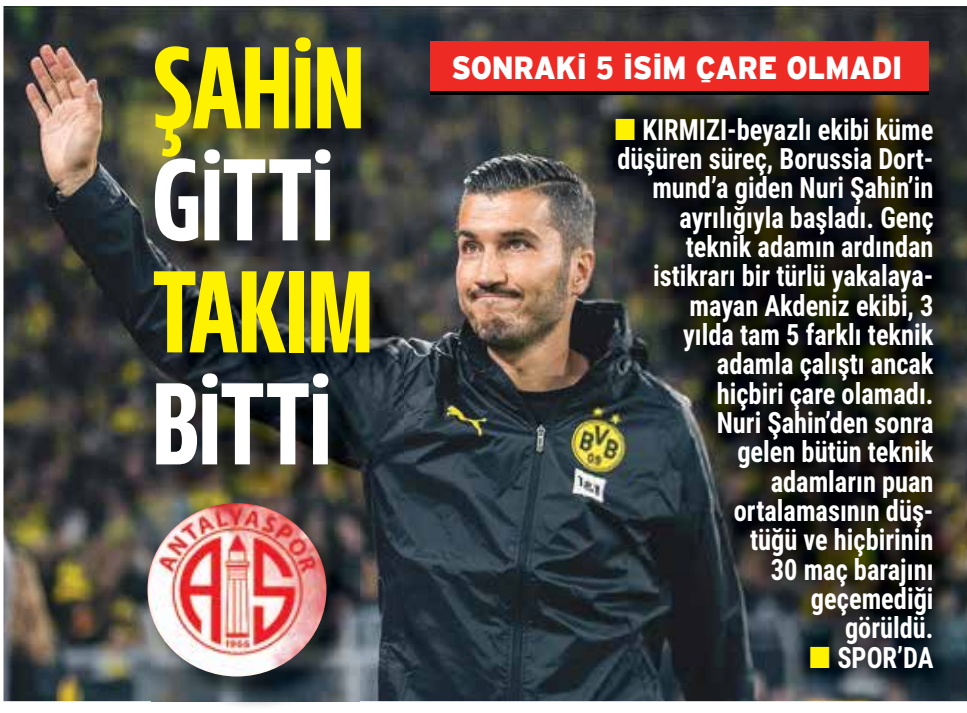 ŞAHİN
GİTTİ
TAKIM
BİTTİ
SONRAKİ 5 İSİM ÇARE OLMADI
KIRMIZI-beyazlı ekibi küme
düşüren süreç, Borussia Dort-
mund’a giden Nuri Şahin’in
ayrılığıyla başladı. Genç
teknik adamın ardından
istikrarı bir türlü yakalaya-
mayan Akdeniz ekibi, 3
yılda tam 5 farklı teknik
adamla çalıştı ancak
hiçbiri çare olamadı.
Nuri Şahin’den sonra
gelen bütün teknik
adamların puan
ortalamasının düş-
tüğü ve hiçbirinin
30 maç barajını
geçemediği
görüldü.
SPOR’DA
BVB
09
1&1
ANTALYASPOR
AS
1966